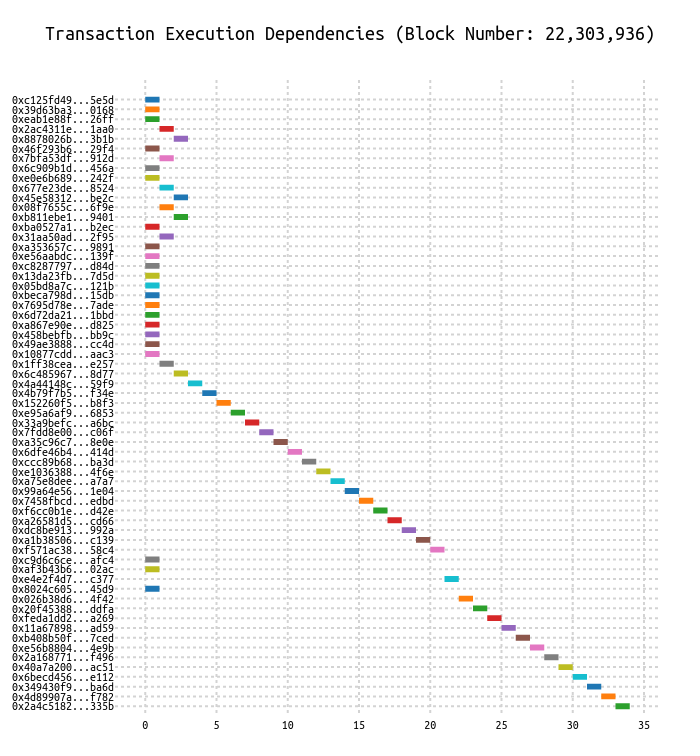 Transaction Execution Dependencies (Block Number: 22,303,936)
0xc125fd49...5e5d
0x39d63ba3...0168
0xeab1e88f...26ff
0x2ac4311e...1aa0
0x8878026b...3b1b
0x46f293b6...29f4
0x7bfa53df...912d
0x6c909b1d...456a
0xe0e6b689...242f
0x677e23de...8524
0x45e58312...be2c
0x08f7655c...6f9e
0xb811ebe1...9401
0xba0527a1...b2ec
0x31aa50ad...2f95
0xa353657c...9891
0xe56aabdc...139f
0xc8287797...d84d
0x13da23fb...7d5d
0x05bd8a7c...121b
0xbeca798d...15db
0x7695d78e...7ade
0x6d72da21...1bbd
0xa867e90e...d825
0x458bebfb...bb9c
0x49ae3888...cc4d
0x10877cdd...aac3
0x1ff38cea...e257
0x6c485967...8d77
0x4a44148c...59f9
0x4b79f7b5...f34e
0x152260f5...b8f3
0xe95a6af9...6853
0x33a9befc...a6bc
0x7fdd8e00...c06f
0xa35c96c7...8e0e
0x6dfe46b4...414d
0xccc89b68...ba3d
0xe1036388...4f6e
0xa75e8dee...a7a7
0x99a64e56...1e04
0x7458fbcd...edbd
0xf6cc0b1e...d42e
0xa26581d5...cd66
0xdc8be913...992a
0xa1b38506...c139
0xf571ac38...58c4
0xc9d6c6ce...afc4
0xaf3b43b6...02ac
0xe4e2f4d7...c377
0x8024c605...45d9
0x026b38d6...4f42
0x20f45388...ddfa
0xfeda1dd2...a269
0x11a67898...ad59
0xb408b50f...7ced
0xe56b8804...4e9b
0x2a168771...f496
0x40a7a200...ac51
0x6becd456...e112
0x349430f9...ba6d
0x4d89907a...f782
0x2a4c5182...335b
0 5 10 15 20 25 30 35